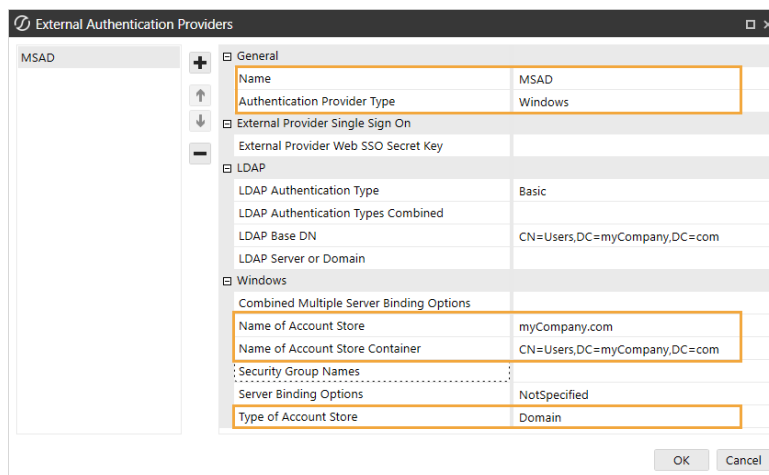 External Authentication Providers
MSAD
General
Name MSAD
Authentication Provider Type Windows
External Provider Single Sign On
External Provider Web SSO Secret Key
LDAP
LDAP Authentication Type Basic
LDAP Authentication Types Combined
LDAP Base DN CN=Users,DC=myCompany,DC=com
LDAP Server or Domain
Windows
Combined Multiple Server Binding Options
Name of Account Store myCompany.com
Name of Account Store Container CN=Users,DC=myCompany,DC=com
Security Group Names
Server Binding Options NotSpecified
Type of Account Store Domain
OK Cancel